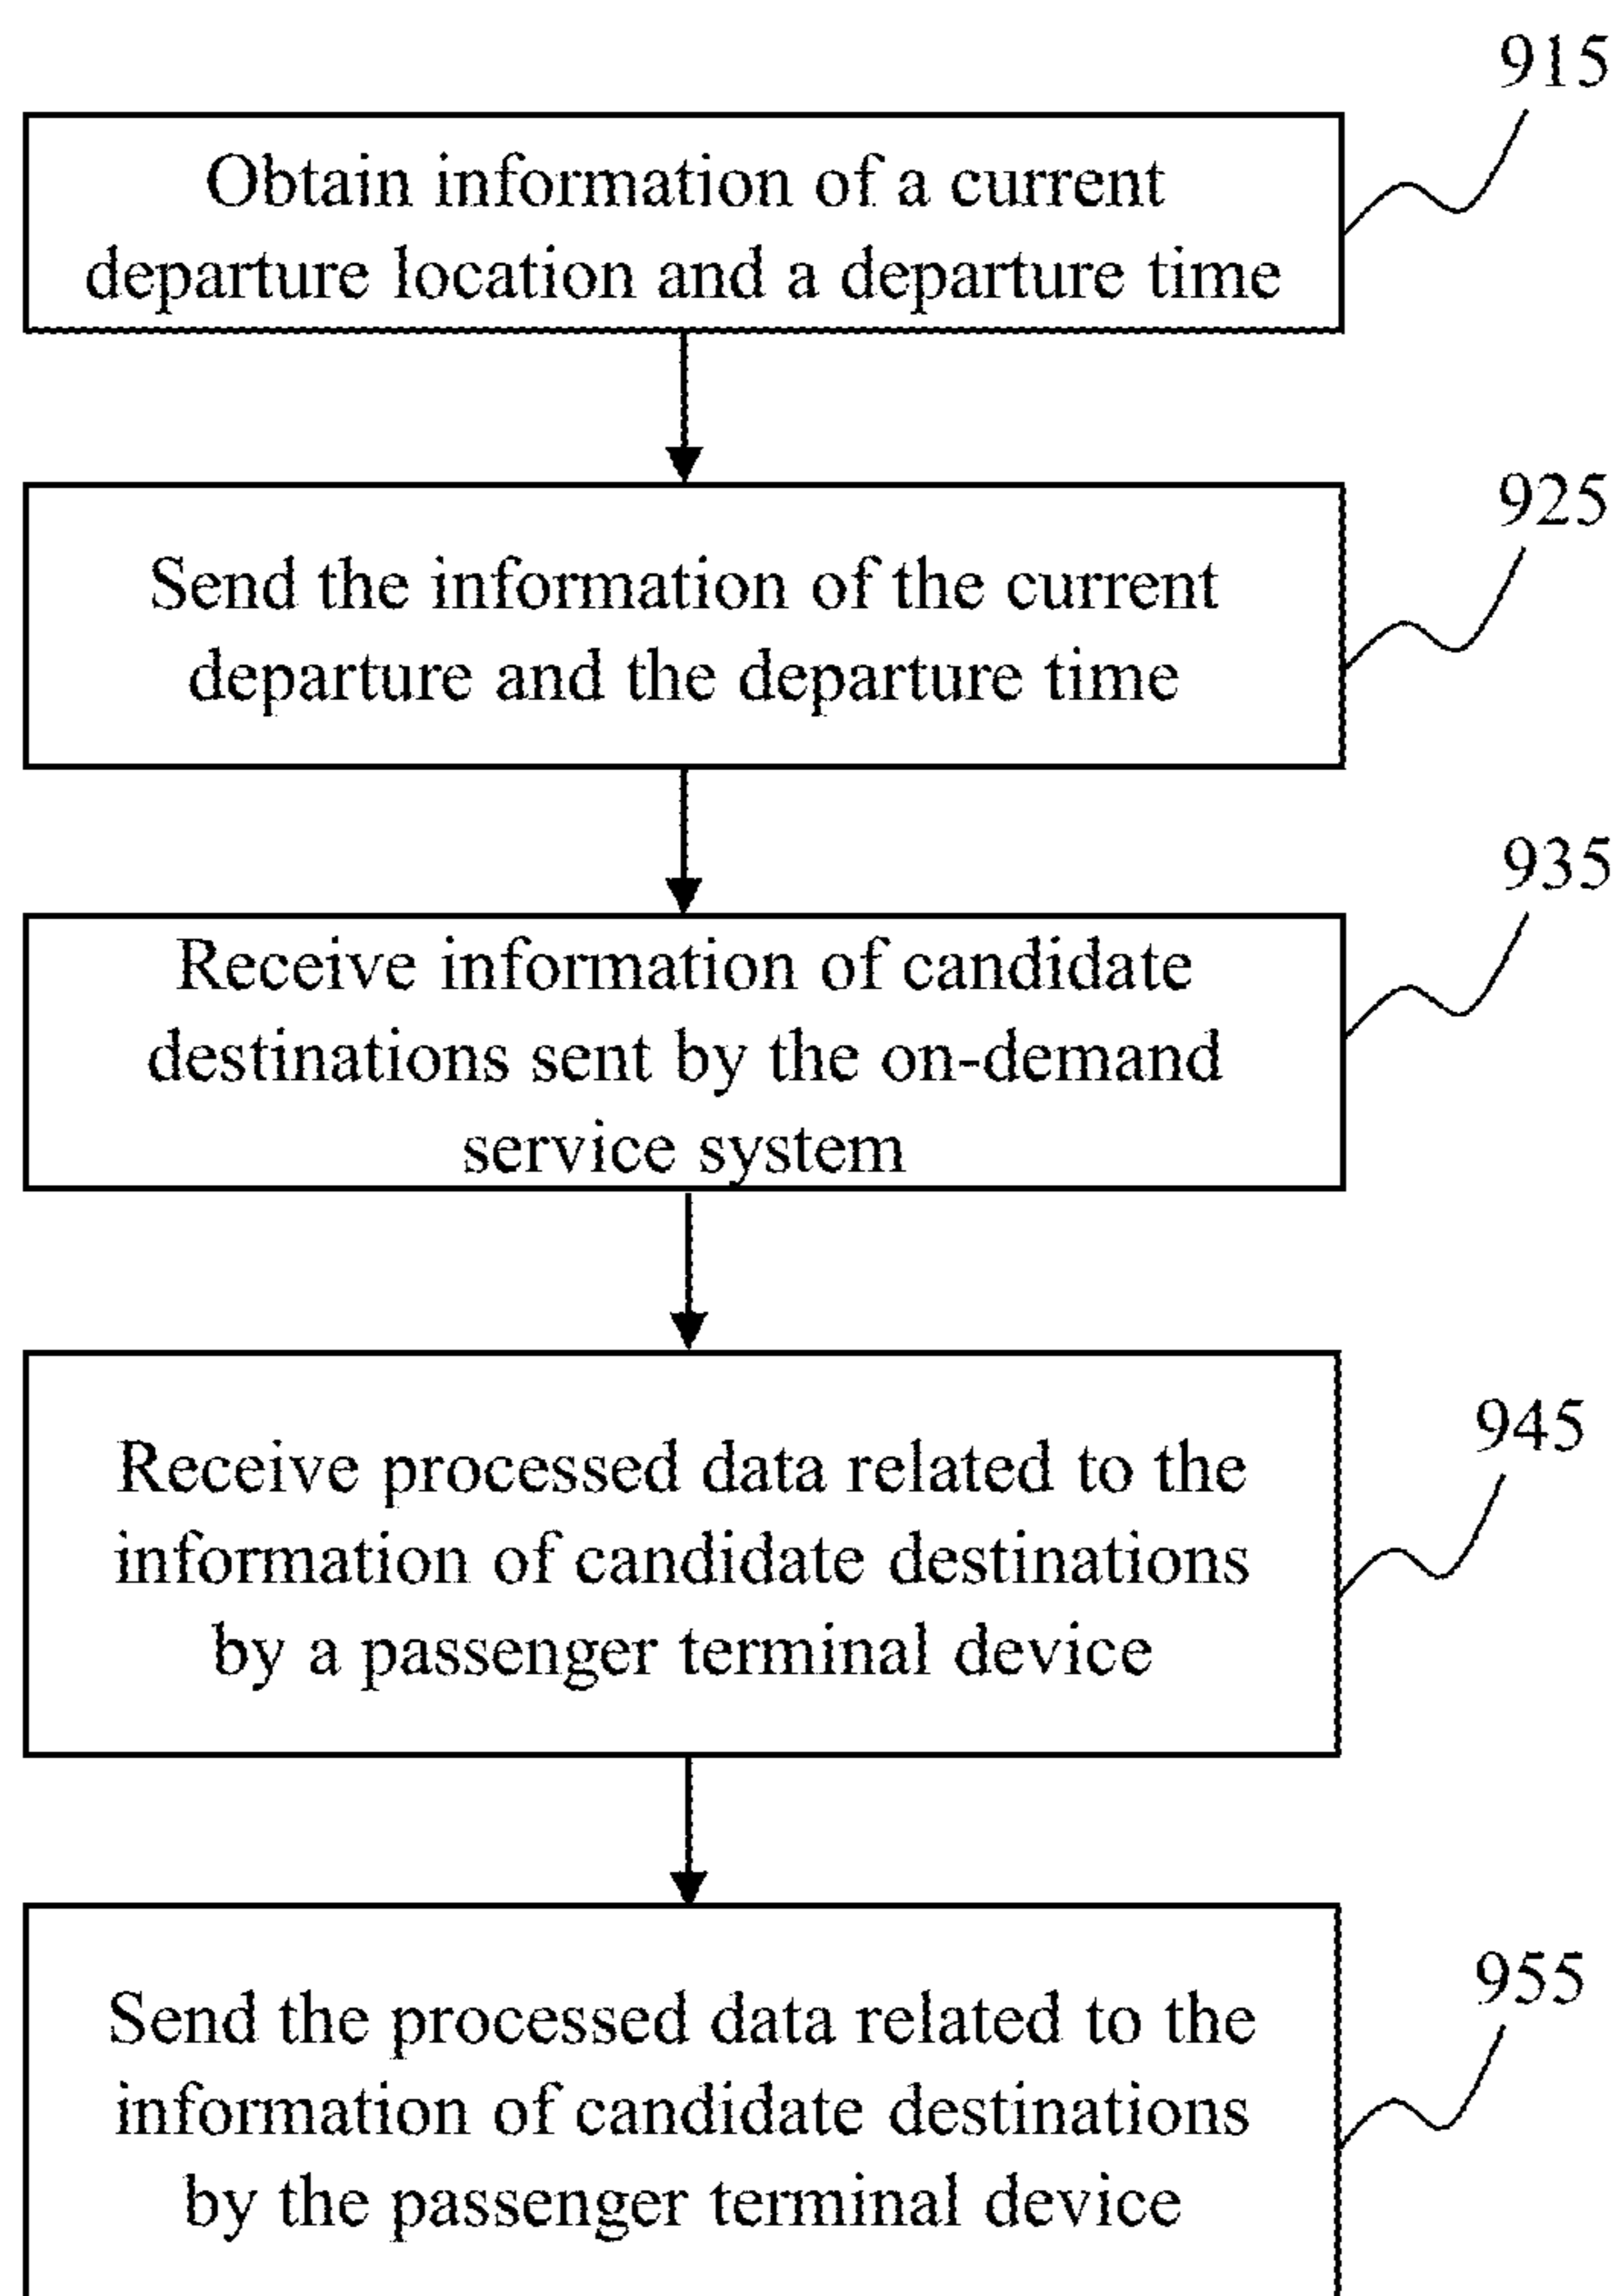 915
Obtain information of a current
departure location and a departure time
925
Send the information of the current
departure and the departure time
935
Receive information of candidate
destinations sent by the on-demand
service system
945
Receive processed data related to the
information of candidate destinations
by a passenger terminal device
955
Send the processed data related to the
information of candidate destinations
by the passenger terminal device